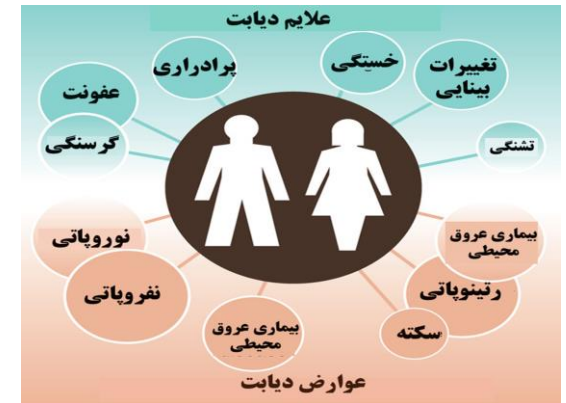 علایم دیابت
خستگی
تغییرات
بینایی
پرادراری
عفونت
گرسنگی
تشنگی
نوروپاتی
بیماری عروق
محیطی
نفروپاتی
رتینوپاتی
بیماری عروق
محیطی
سکته
عوارض دیابت